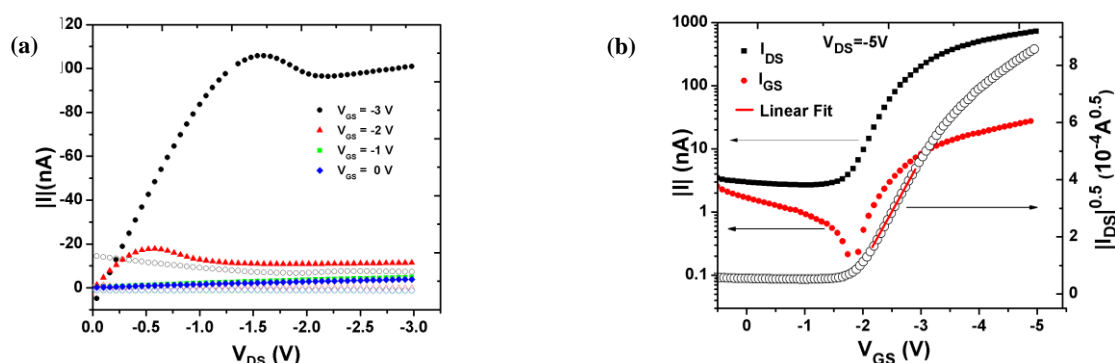 (a)
|I|(nA)
120
-100
-80
-60
-40
-20
0
V_GS = -3 V
V_GS = -2 V
V_GS = -1 V
V_GS = 0 V
0.0 -0.5 -1.0 -1.5 -2.0 -2.5 -3.0
V_DS (V)
(b)
|I| (nA)
1000
100
10
1
0.1
V_DS=-5V
I_DS
I_GS
Linear Fit
8
6
4
2
0
|I_DS|^0.5 (10^-4 A^0.5)
0 -1 -2 -3 -4 -5
V_GS (V)